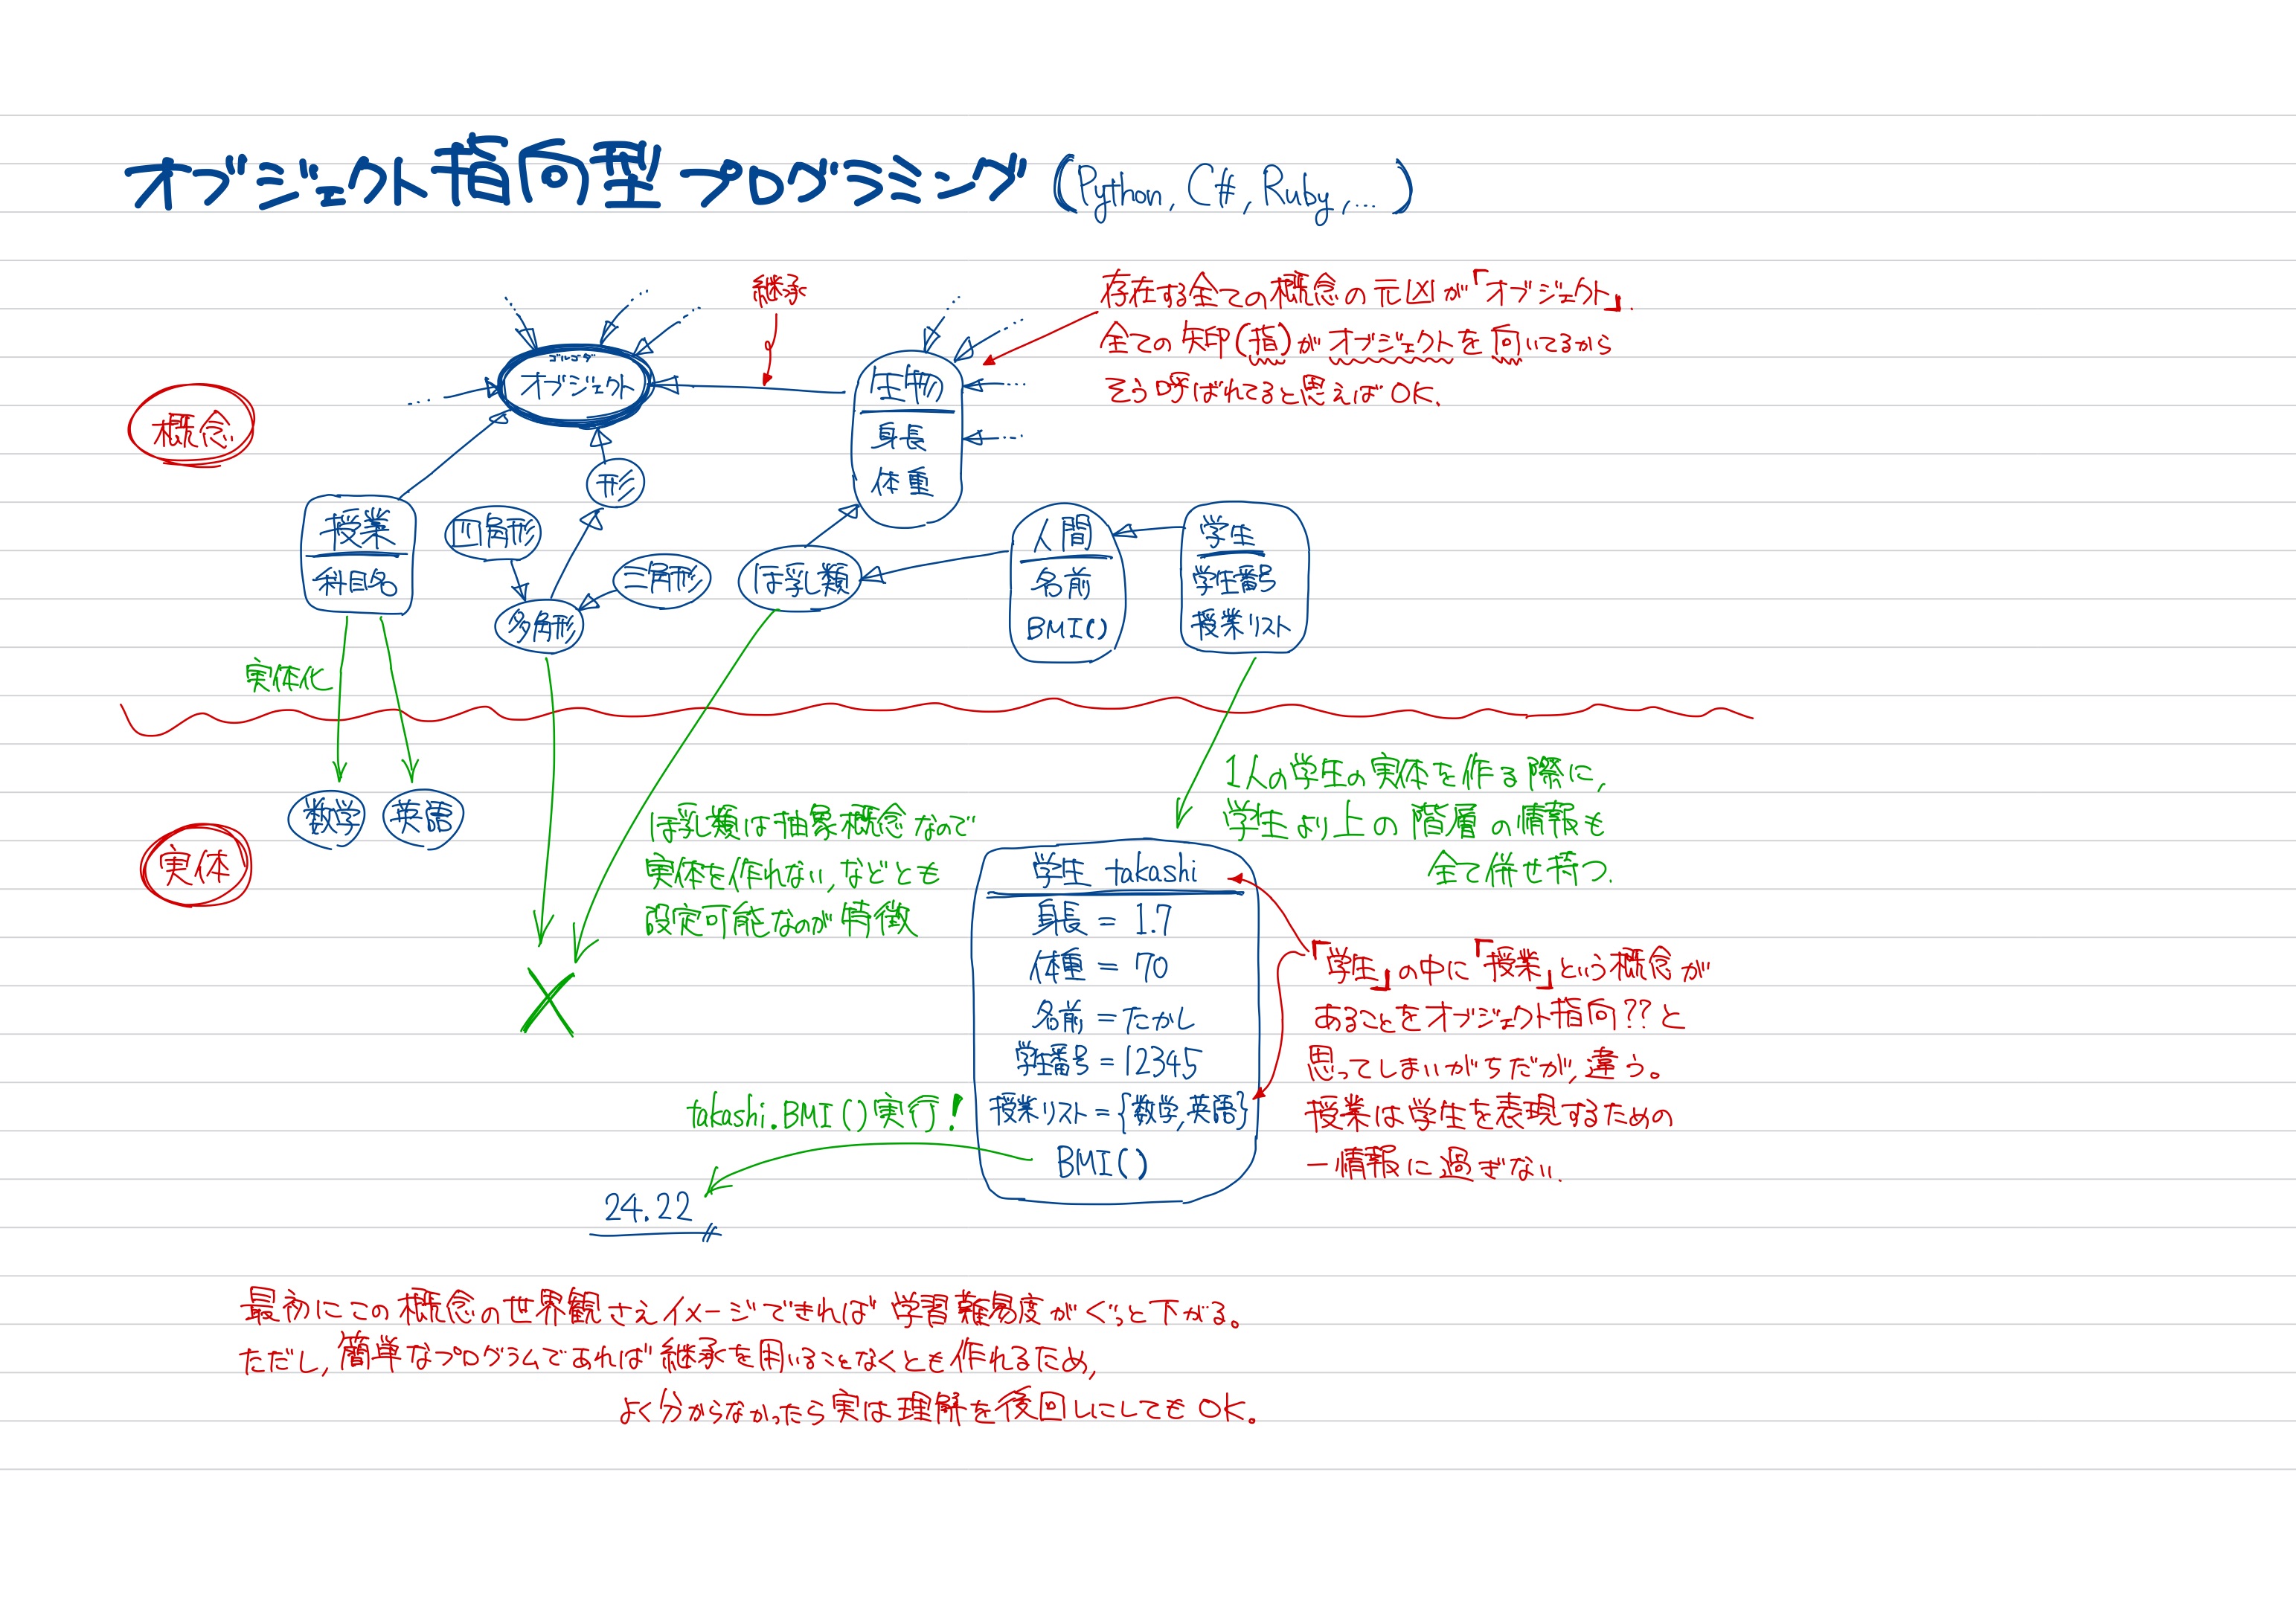 オブジェクト指向型プログラミング (Python, C#, Ruby, …)
継承
存在する全ての概念の元凶が「オブジェクト」.
全ての矢印(指)がオブジェクトを向いてるから
そう呼ばれてると思えばOK.
概念
ゴルゴダ
オブジェクト
生物
身長
体重
形
授業
科目名
四角形
三角形
多角形
ほ乳類
人間
名前
BMI()
学生
学生番号
授業リスト
実体化
数学
英語
実体
ほ乳類は抽象概念なので
実体を作れない, などとも
設定可能なのが特徴
1人の学生の実体を作る際に,
学生より上の階層の情報も
全て併せ持つ.
学生 takashi
身長 = 1.7
体重 = 70
名前 = たかし
学生番号 = 12345
授業リスト = {数学, 英語}
BMI()
「学生」の中に「授業」という概念が
あることをオブジェクト指向??と
思ってしまいがちだが, 違う。
授業は学生を表現するための
一情報に過ぎない.
takashi.BMI()実行!
24.22
最初にこの概念の世界観さえイメージできれば学習難易度がぐっと下がる。
ただし, 簡単なプログラムであれば継承を用いることなくとも作れるため,
よく分からなかったら実は理解を後回しにしてもOK。